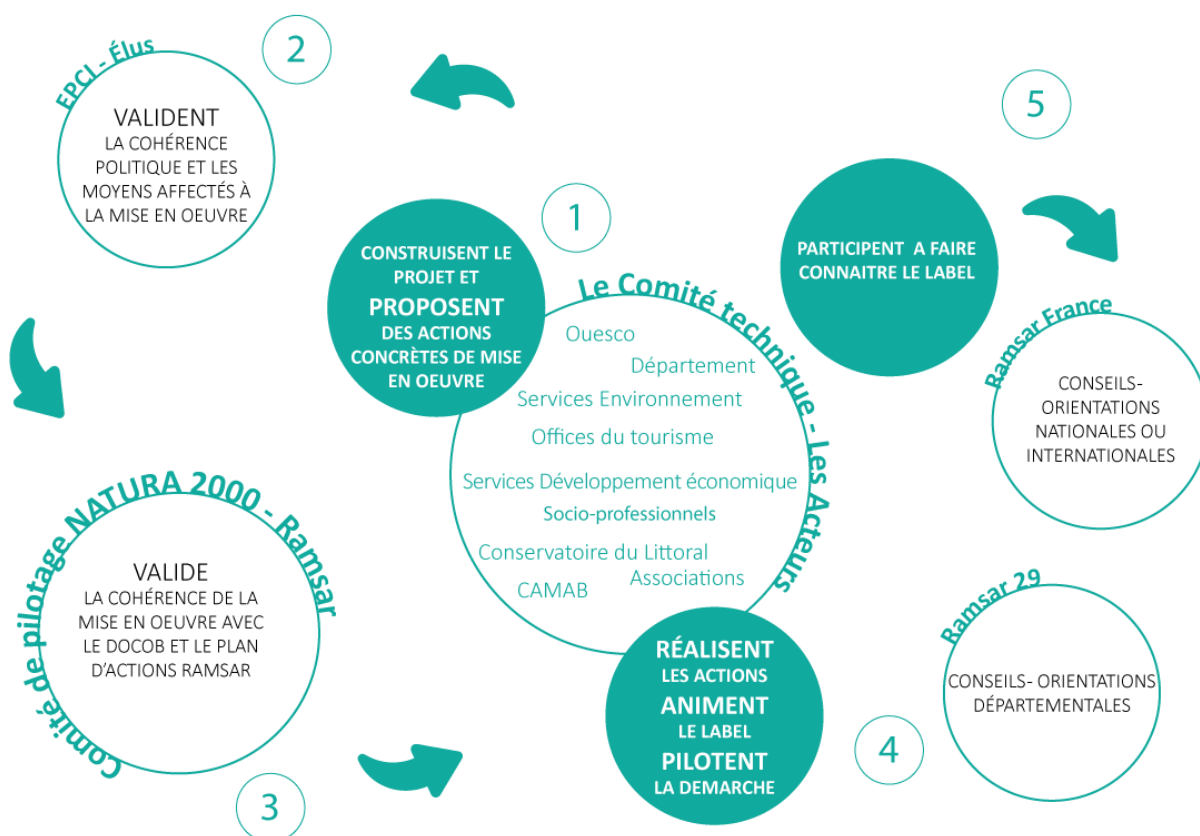 1
CONSTRUISENT LE
PROJET ET
PROPOSENT
DES ACTIONS
CONCRÈTES DE MISE
EN OEUVRE
Le Comité technique - Les Acteurs
Ouesco
Département
Services Environnement
Offices du tourisme
Services Développement économique
Socio-professionnels
Conservatoire du Littoral
Associations
CAMAB
2
EPCI - Élus
VALIDENT
LA COHÉRENCE
POLITIQUE ET LES
MOYENS AFFECTÉS À
LA MISE EN OEUVRE
3
Comité de pilotage NATURA 2000 - Ramsar
VALIDE
LA COHÉRENCE DE LA
MISE EN OEUVRE AVEC
LE DOCOB ET LE PLAN
D’ACTIONS RAMSAR
4
RÉALISENT
LES ACTIONS
ANIMENT
LE LABEL
PILOTENT
LA DEMARCHE
5
PARTICIPENT A FAIRE
CONNAITRE LE LABEL
Ramsar France
CONSEILS-
ORIENTATIONS
NATIONALES OU
INTERNATIONALES
Ramsar 29
CONSEILS- ORIENTATIONS
DÉPARTEMENTALES